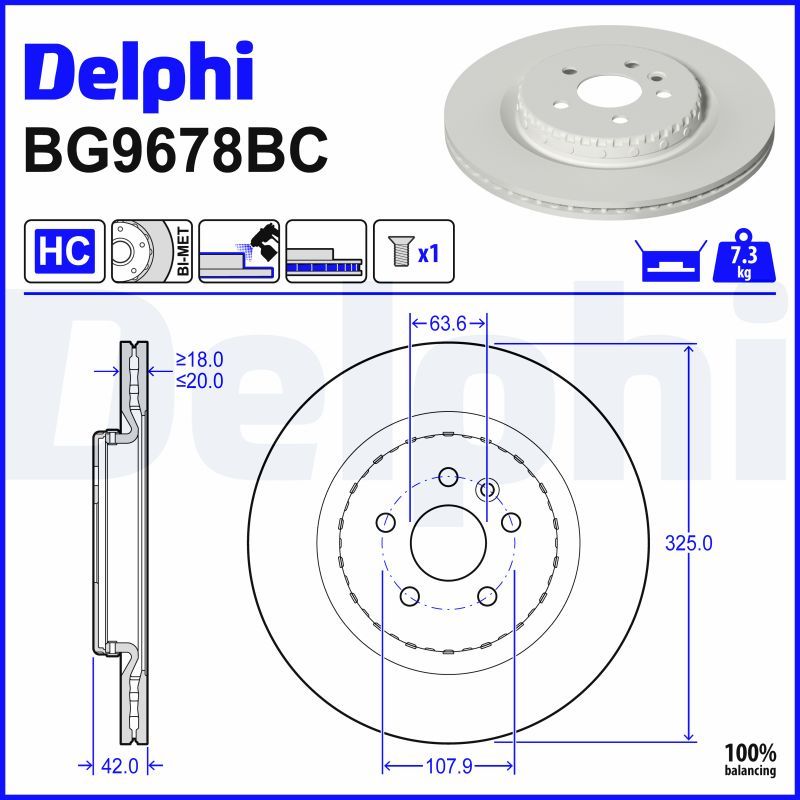 Delphi
BG9678BC
HC
BI-MET
x1
7.3
kg
63.6
≥18.0
≤20.0
Delphi
325.0
42.0
107.9
100%
balancing